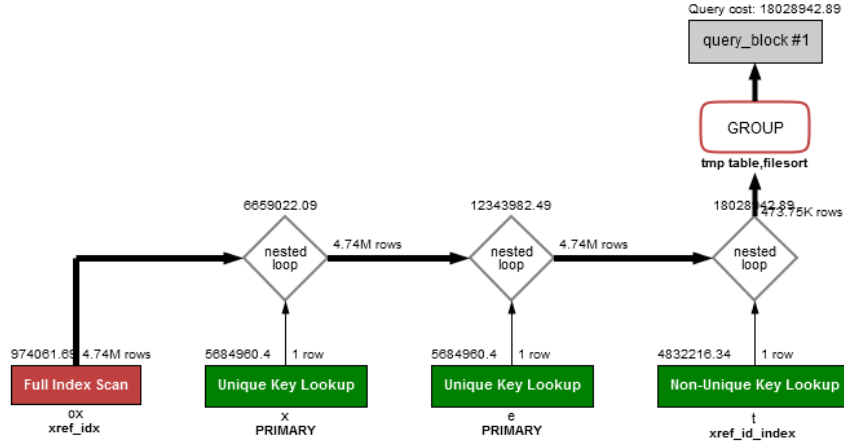 Query cost: 18028942.89
query_block #1
GROUP
tmp table,filesort
6659022.09
12343982.49
18028942.89
473.75K rows
nested loop
4.74M rows
nested loop
4.74M rows
nested loop
974061.69
4.74M rows
5684960.4
1 row
5684960.4
1 row
4832216.34
1 row
Full Index Scan
Unique Key Lookup
Unique Key Lookup
Non-Unique Key Lookup
ox
xref_idx
x
PRIMARY
e
PRIMARY
t
xref_id_index